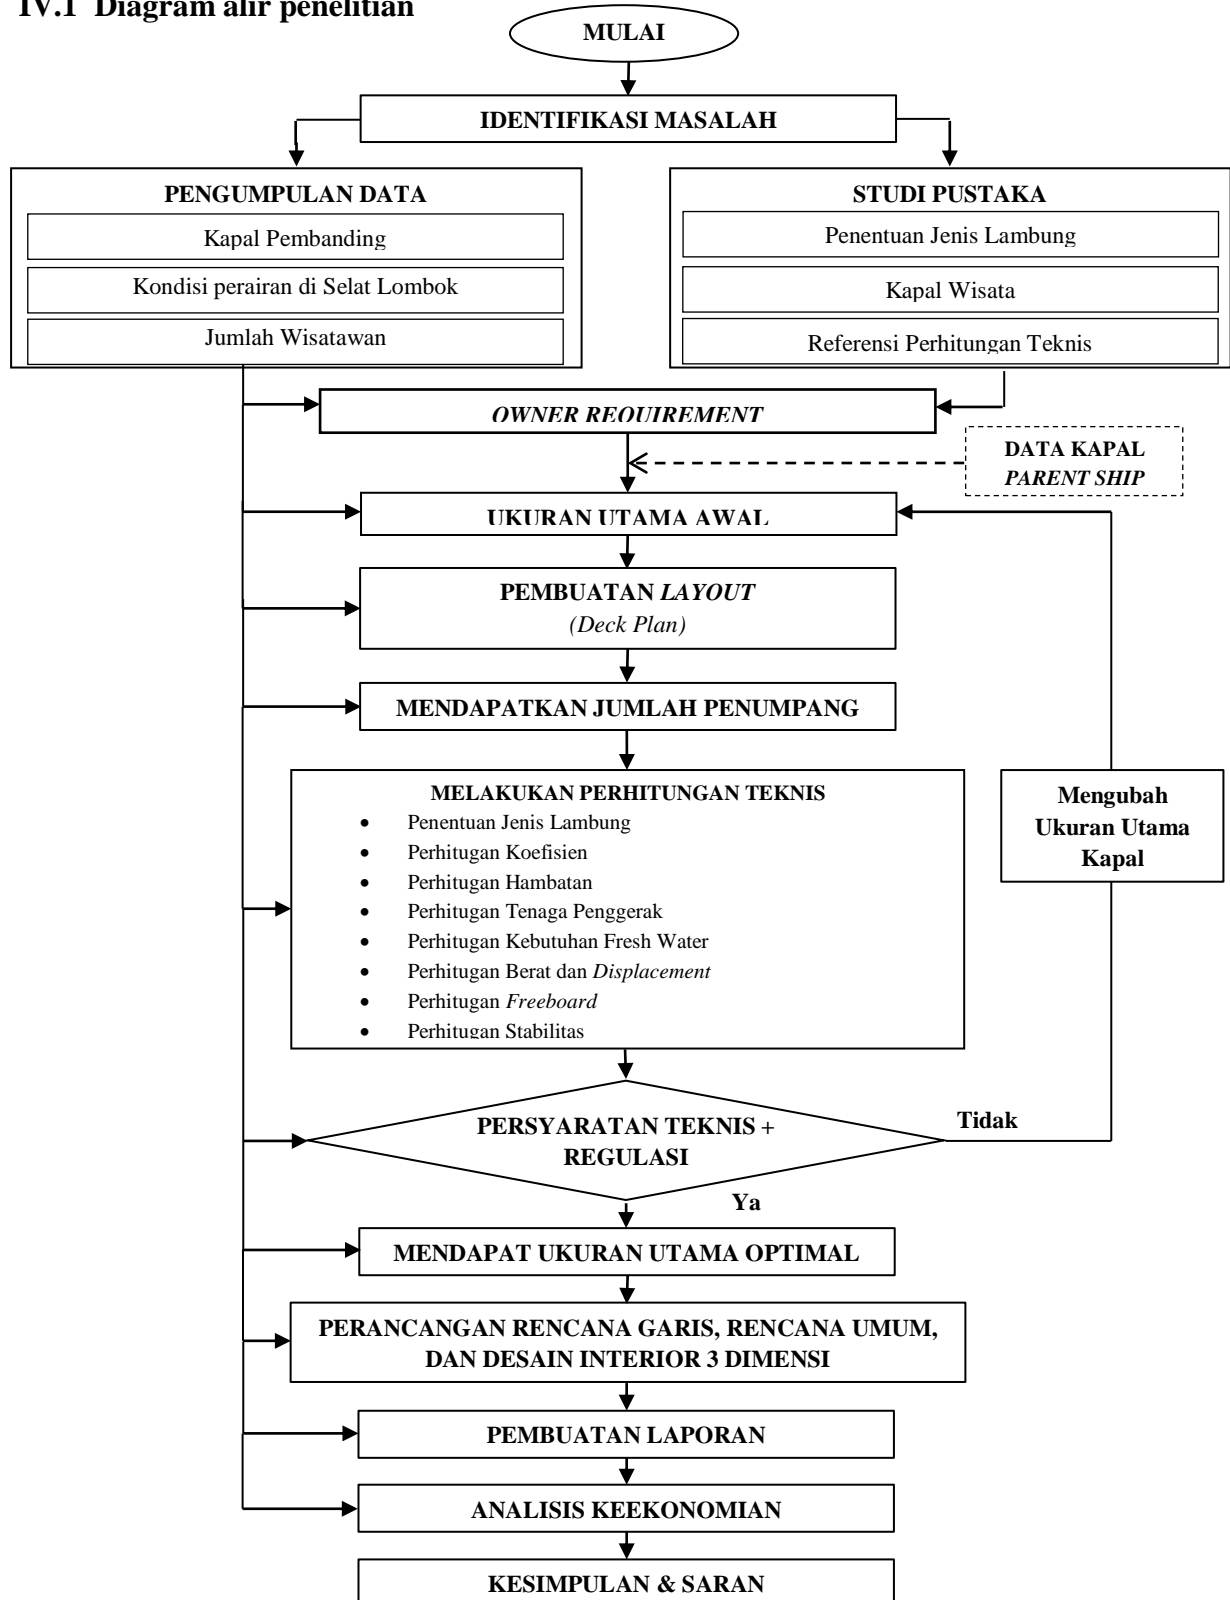 IV.1 Diagram alir penelitian
MULAI
IDENTIFIKASI MASALAH
PENGUMPULAN DATA
Kapal Pembanding
Kondisi perairan di Selat Lombok
Jumlah Wisatawan
STUDI PUSTAKA
Penentuan Jenis Lambung
Kapal Wisata
Referensi Perhitungan Teknis
OWNER REQUIREMENT
DATA KAPAL
PARENT SHIP
UKURAN UTAMA AWAL
PEMBUATAN LAYOUT
(Deck Plan)
MENDAPATKAN JUMLAH PENUMPANG
MELAKUKAN PERHITUNGAN TEKNIS
• Penentuan Jenis Lambung
• Perhitugan Koefisien
• Perhitugan Hambatan
• Perhitugan Tenaga Penggerak
• Perhitugan Kebutuhan Fresh Water
• Perhitugan Berat dan Displacement
• Perhitugan Freeboard
• Perhitugan Stabilitas
Mengubah
Ukuran Utama
Kapal
PERSYARATAN TEKNIS +
REGULASI
Tidak
Ya
MENDAPAT UKURAN UTAMA OPTIMAL
PERANCANGAN RENCANA GARIS, RENCANA UMUM,
DAN DESAIN INTERIOR 3 DIMENSI
PEMBUATAN LAPORAN
ANALISIS KEEKONOMIAN
KESIMPULAN & SARAN